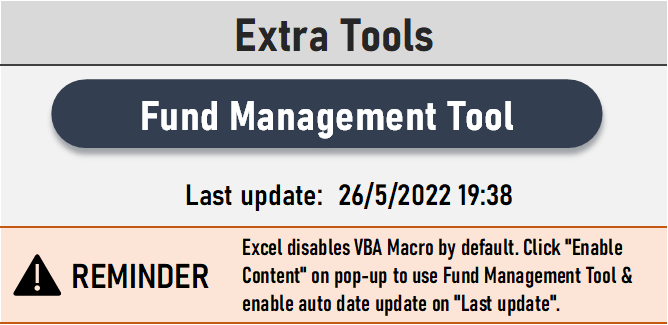 Extra Tools
Fund Management Tool
Last update: 26/5/2022 19:38
REMINDER
Excel disables VBA Macro by default. Click "Enable
Content" on pop-up to use Fund Management Tool &
enable auto date update on "Last update".